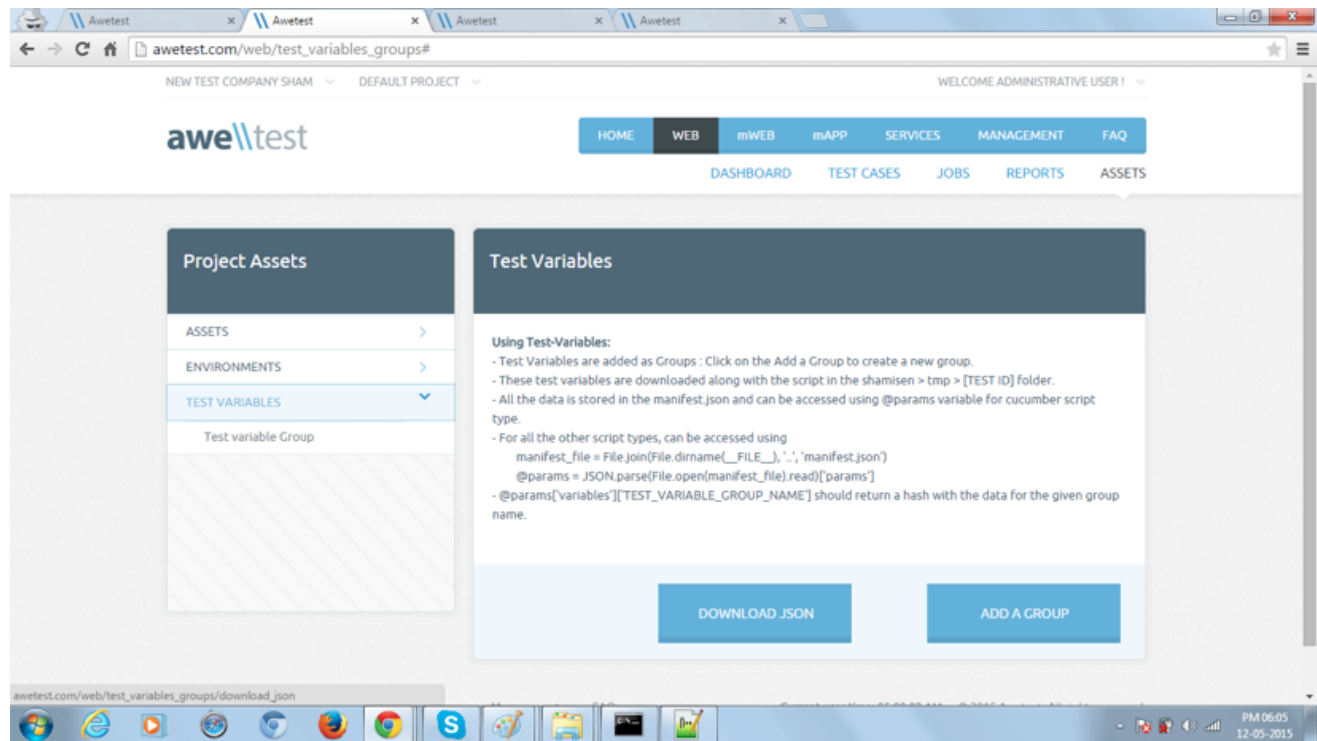 Awetest
Awetest
Awetest
Awetest
awetest.com/web/test_variables_groups#
NEW TEST COMPANY SHAM
DEFAULT PROJECT
WELCOME ADMINISTRATIVE USER !
awe\\test
HOME
WEB
mWEB
mAPP
SERVICES
MANAGEMENT
FAQ
DASHBOARD
TEST CASES
JOBS
REPORTS
ASSETS
Project Assets
ASSETS
ENVIRONMENTS
TEST VARIABLES
Test variable Group
Test Variables
Using Test-Variables:
- Test Variables are added as Groups : Click on the Add a Group to create a new group.
- These test variables are downloaded along with the script in the shamisen > tmp > [TEST ID] folder.
- All the data is stored in the manifest.json and can be accessed using @params variable for cucumber script
type.
- For all the other script types, can be accessed using
manifest_file = File.join(File.dirname(__FILE__), '..', 'manifest.json')
@params = JSON.parse(File.open(manifest_file).read)['params']
- @params['variables']['TEST_VARIABLE_GROUP_NAME'] should return a hash with the data for the given group
name.
DOWNLOAD JSON
ADD A GROUP
awetest.com/web/test_variables_groups/download_json
PM 06:05
12-05-2015